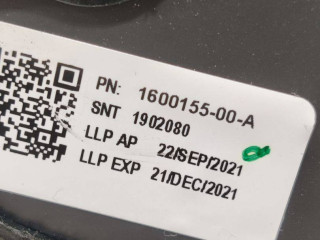 PN: 1600155-00-A
SNT 1902080
LLP AP 22/SEP/2021
LLP EXP 21/DEC/2021